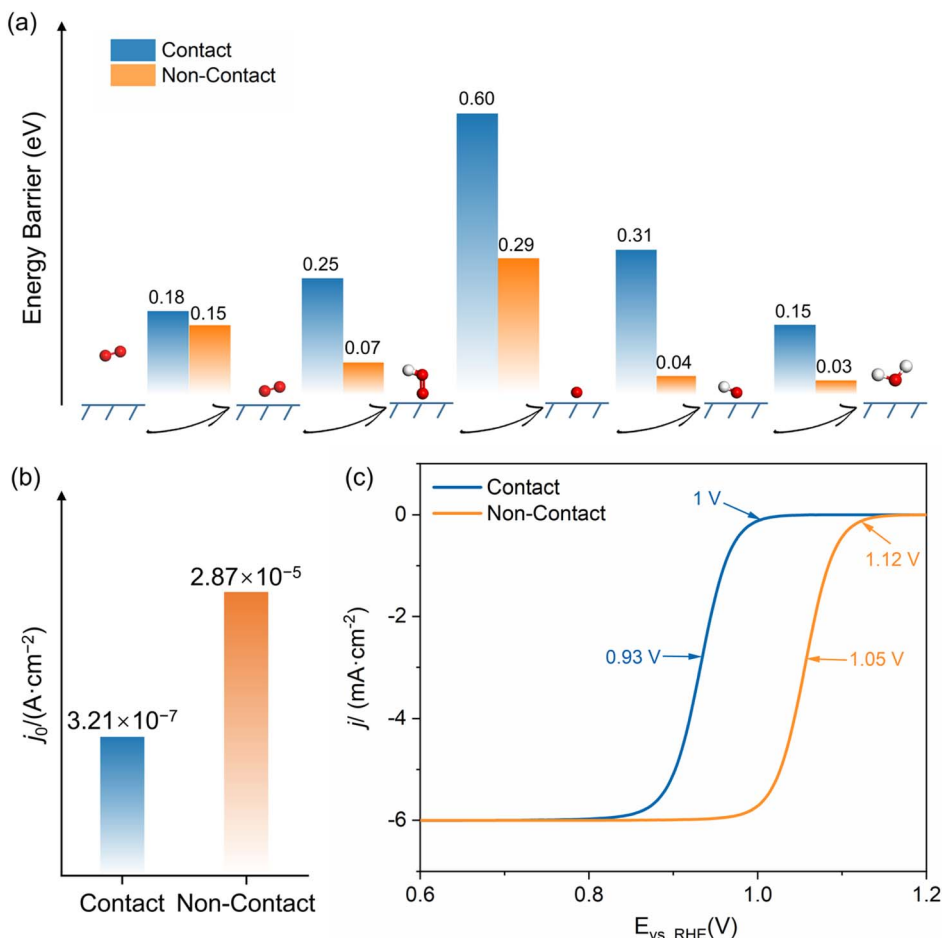 (a)
Contact
Non-Contact
Energy Barrier (eV)
0.18
0.15
0.25
0.07
0.60
0.29
0.31
0.04
0.15
0.03
(b)
j₀/(A·cm⁻²)
3.21×10⁻⁷
2.87×10⁻⁵
Contact
Non-Contact
(c)
Contact
Non-Contact
1 V
1.12 V
0.93 V
1.05 V
j/ (mA·cm⁻²)
0
-2
-4
-6
0.6
0.8
1.0
1.2
E vs. RHE(V)